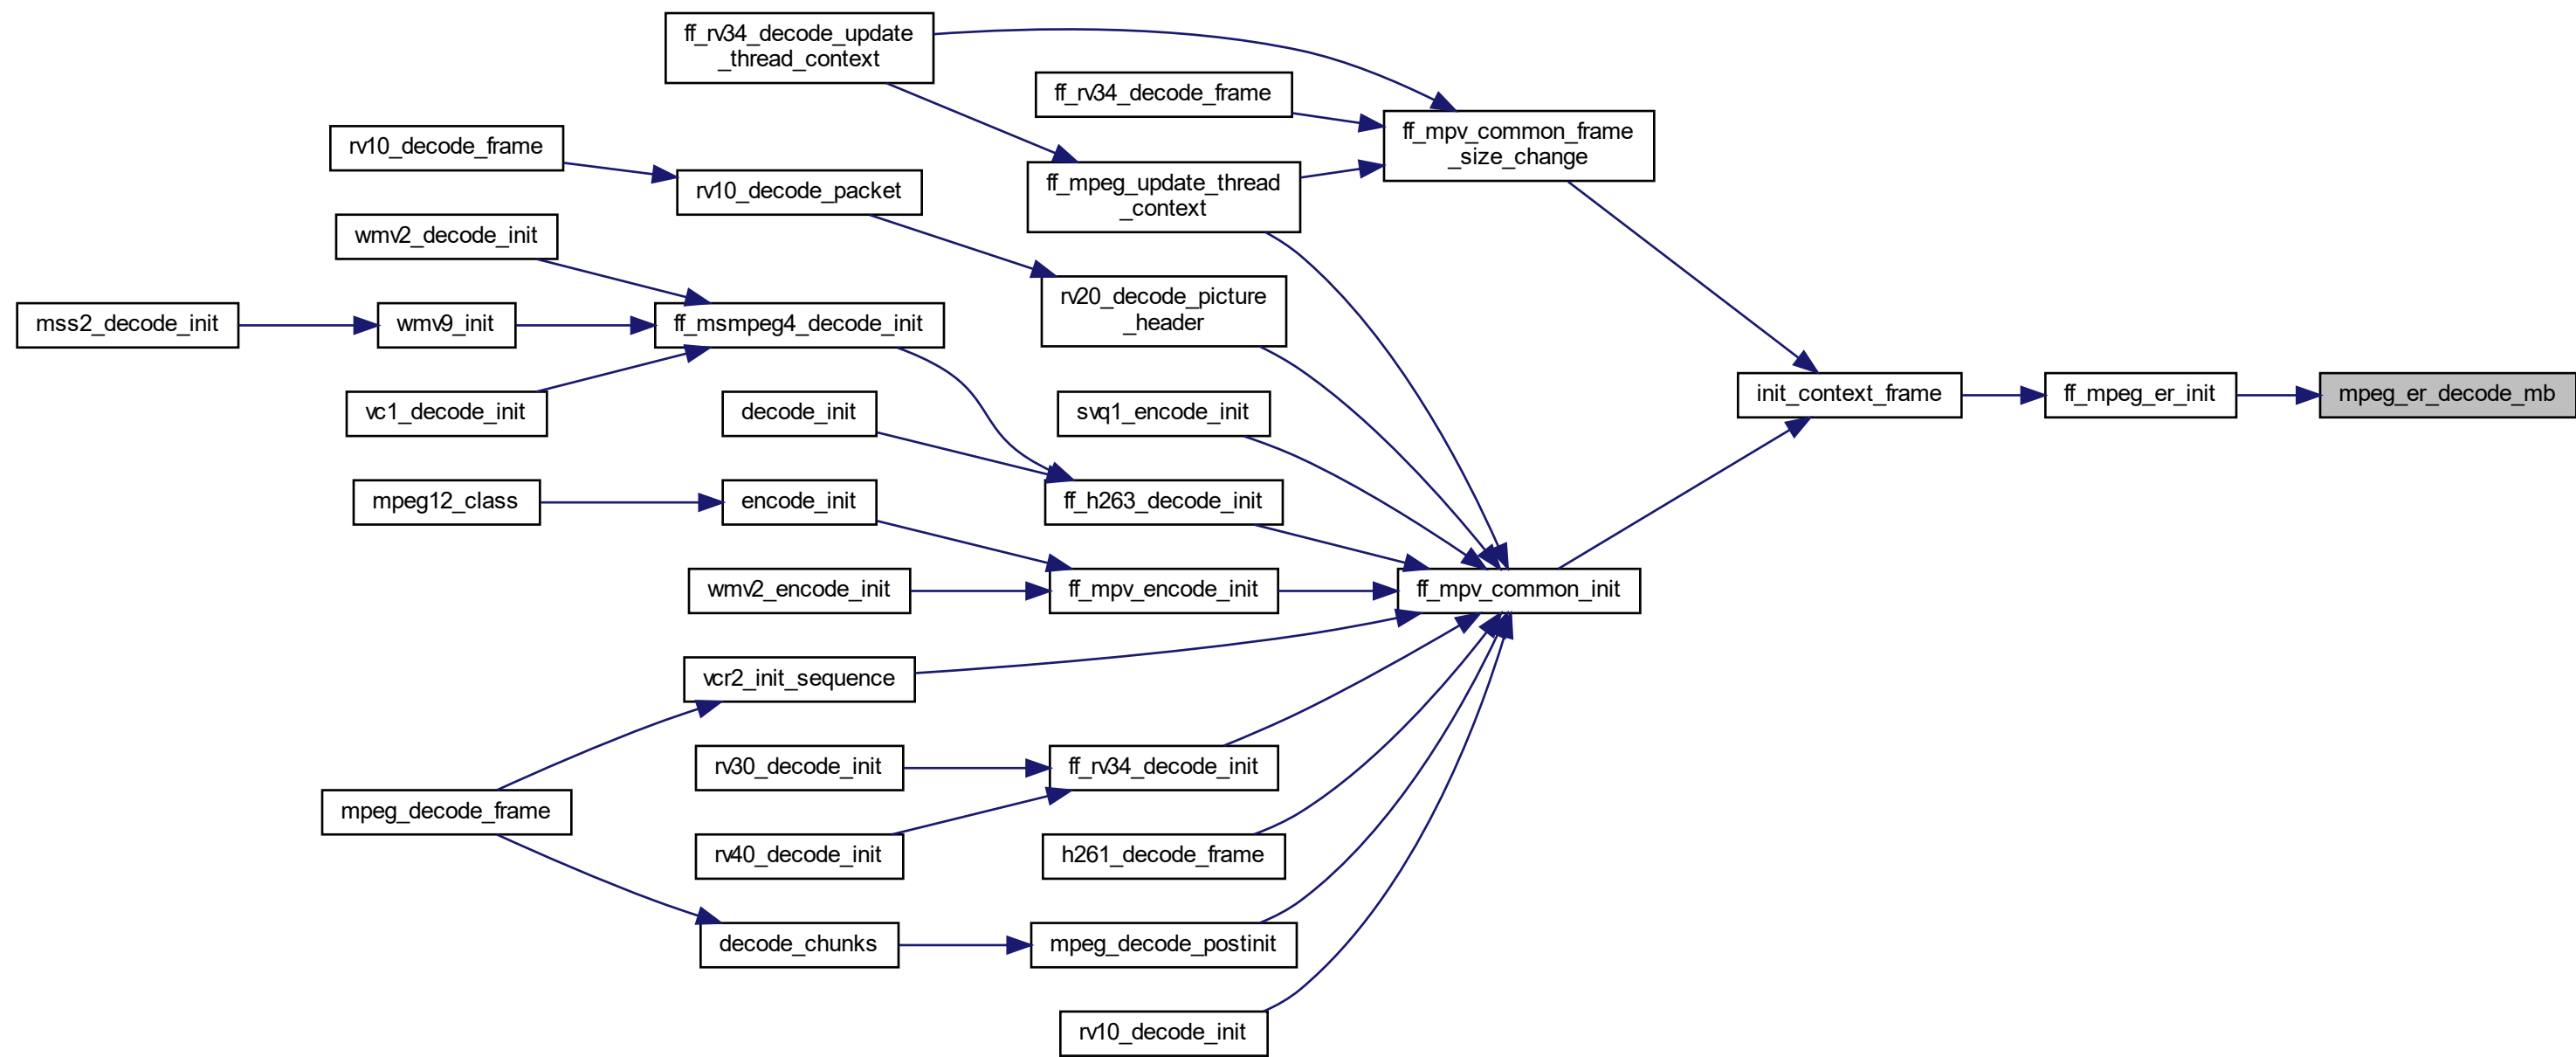 ff_rv34_decode_update
_thread_context
ff_rv34_decode_frame
ff_mpv_common_frame
_size_change
rv10_decode_frame
rv10_decode_packet
ff_mpeg_update_thread
_context
wmv2_decode_init
rv20_decode_picture
_header
mss2_decode_init
wmv9_init
ff_msmpeg4_decode_init
vc1_decode_init
decode_init
svq1_encode_init
init_context_frame
ff_mpeg_er_init
mpeg_er_decode_mb
mpeg12_class
encode_init
ff_h263_decode_init
wmv2_encode_init
ff_mpv_encode_init
ff_mpv_common_init
vcr2_init_sequence
rv30_decode_init
ff_rv34_decode_init
mpeg_decode_frame
rv40_decode_init
h261_decode_frame
decode_chunks
mpeg_decode_postinit
rv10_decode_init